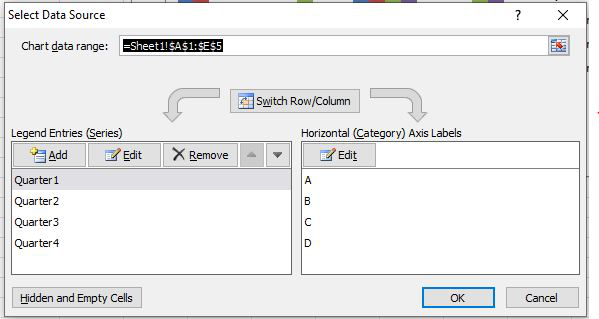 Select Data Source
Chart data range: =Sheet1!$A$1:$E$5
Switch Row/Column
Legend Entries (Series)
Horizontal (Category) Axis Labels
Add Edit Remove
Edit
Quarter1
A
Quarter2
B
Quarter3
C
Quarter4
D
Hidden and Empty Cells
OK Cancel